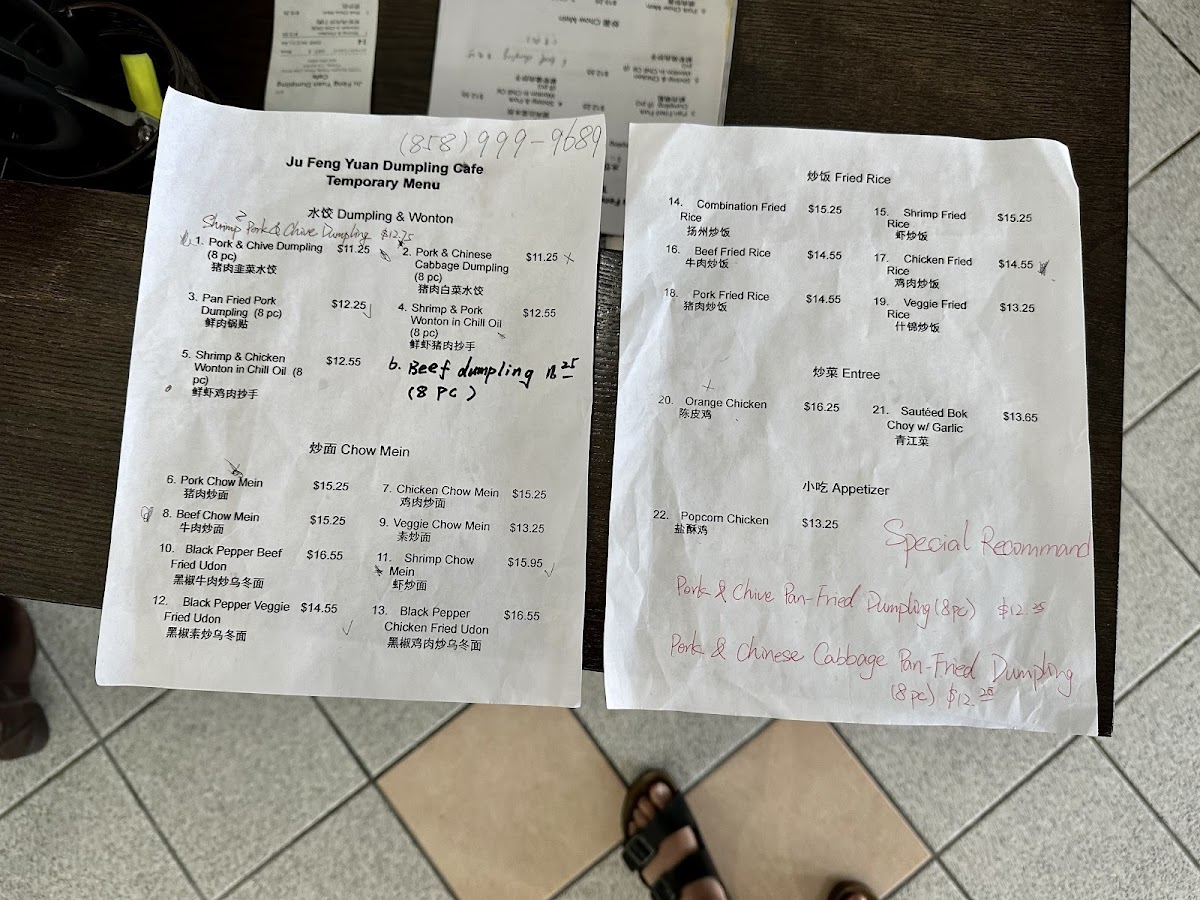 (858) 999-9689
Ju Feng Yuan Dumpling Cafe
Temporary Menu
水饺 Dumpling & Wonton
Shrimp Pork & Chive Dumpling $12.75
1. Pork & Chive Dumpling $11.25
(8 pc)
猪肉韭菜水饺
2. Pork & Chinese $11.25
Cabbage Dumpling
(8 pc)
猪肉白菜水饺
3. Pan Fried Pork $12.25
Dumpling (8 pc)
鲜肉锅贴
4. Shrimp & Pork $12.55
Wonton in Chill Oil
(8 pc)
鲜虾猪肉抄手
5. Shrimp & Chicken $12.55
Wonton in Chill Oil (8
pc)
鲜虾鸡肉抄手
6. Beef dumpling
(8 pc)
炒面 Chow Mein
6. Pork Chow Mein $15.25
猪肉炒面
7. Chicken Chow Mein $15.25
鸡肉炒面
8. Beef Chow Mein $15.25
牛肉炒面
9. Veggie Chow Mein $13.25
素炒面
10. Black Pepper Beef $16.55
Fried Udon
黑椒牛肉炒乌冬面
11. Shrimp Chow $15.95
Mein
虾炒面
12. Black Pepper Veggie $14.55
Fried Udon
黑椒素炒乌冬面
13. Black Pepper $16.55
Chicken Fried Udon
黑椒鸡肉炒乌冬面
炒饭 Fried Rice
14. Combination Fried $15.25
Rice
扬州炒饭
15. Shrimp Fried $15.25
Rice
虾炒饭
16. Beef Fried Rice $14.55
牛肉炒饭
17. Chicken Fried $14.55
Rice
鸡肉炒饭
18. Pork Fried Rice $14.55
猪肉炒饭
19. Veggie Fried $13.25
Rice
什锦炒饭
炒菜 Entree
20. Orange Chicken $16.25
陈皮鸡
21. Sautéed Bok $13.65
Choy w/ Garlic
青江菜
小吃 Appetizer
22. Popcorn Chicken $13.25
盐酥鸡
Special Recommand
Pork & Chive Pan-Fried Dumpling (8pc) $12.25
Pork & Chinese Cabbage Pan-Fried Dumpling
(8pc) $12.25
Ju Feng Yuan Dumpling
Cafe